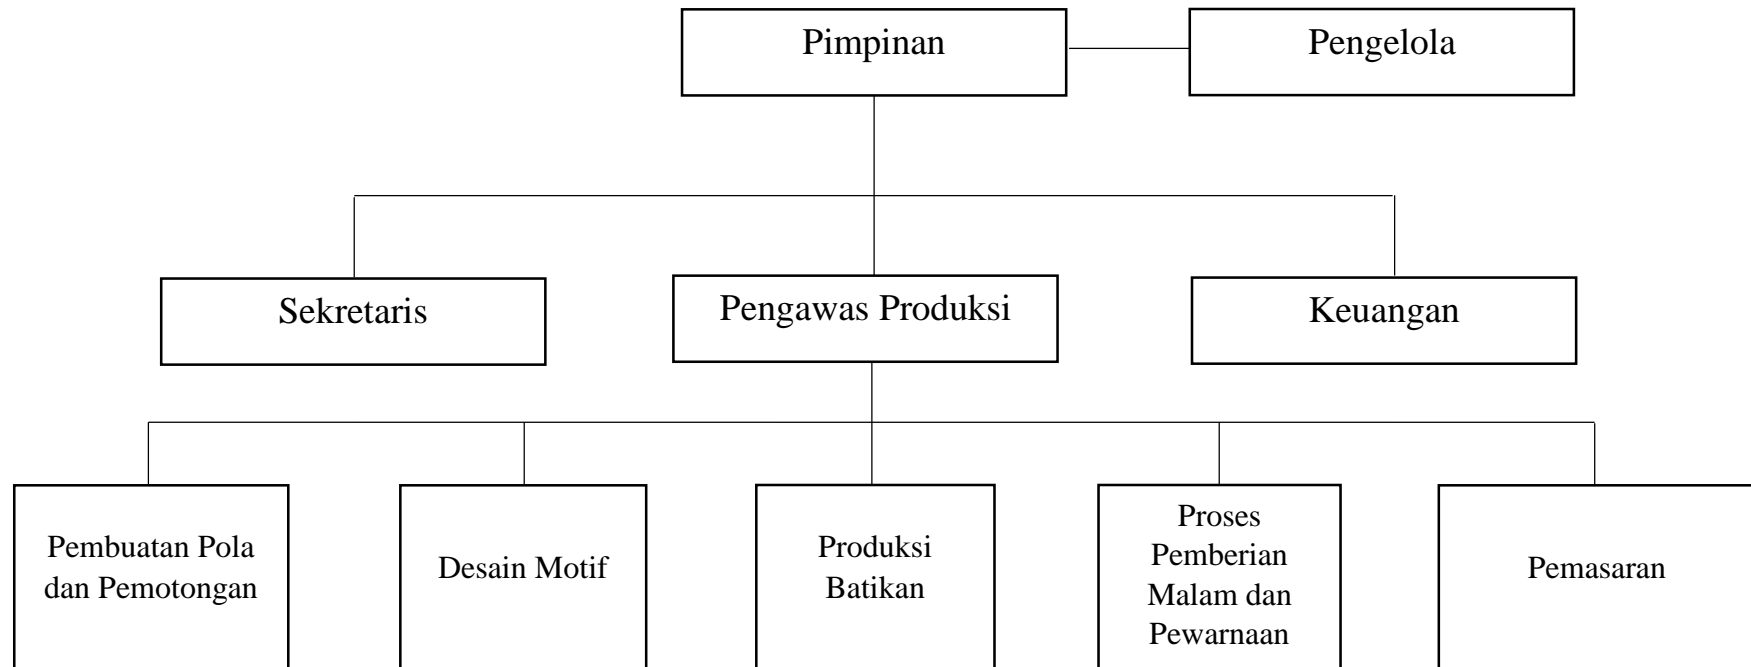 Pimpinan
Pengelola
Sekretaris
Pengawas Produksi
Keuangan
Pembuatan Pola
dan Pemotongan
Desain Motif
Produksi
Batikan
Proses
Pemberian
Malam dan
Pewarnaan
Pemasaran